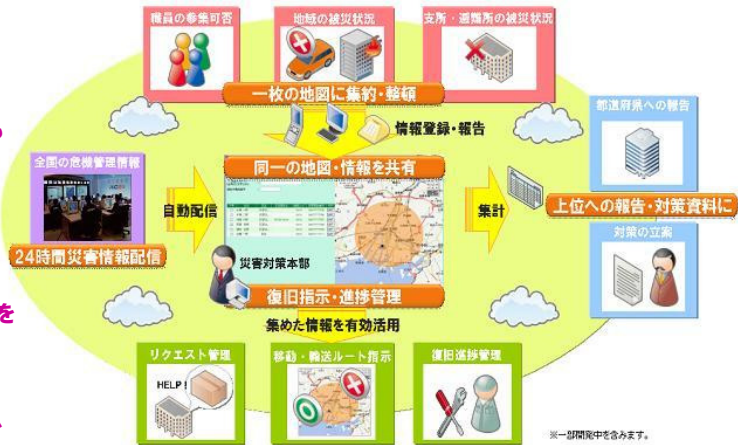 職員の参集可否
地域の被災状況
支所・避難所の被災状況
一枚の地図に集約・整頓
情報登録・報告
都道府県への報告
全国の危機管理情報
同一の地図・情報を共有
自動配信
集計
上位への報告・対策資料に
24時間災害情報配信
災害対策本部
対策の立案
復旧指示・進捗管理
を
集めた情報を有効活用
リクエスト管理
移動・輸送ルート指示
復旧進捗管理
HELP!
※一部開発中を含みます。